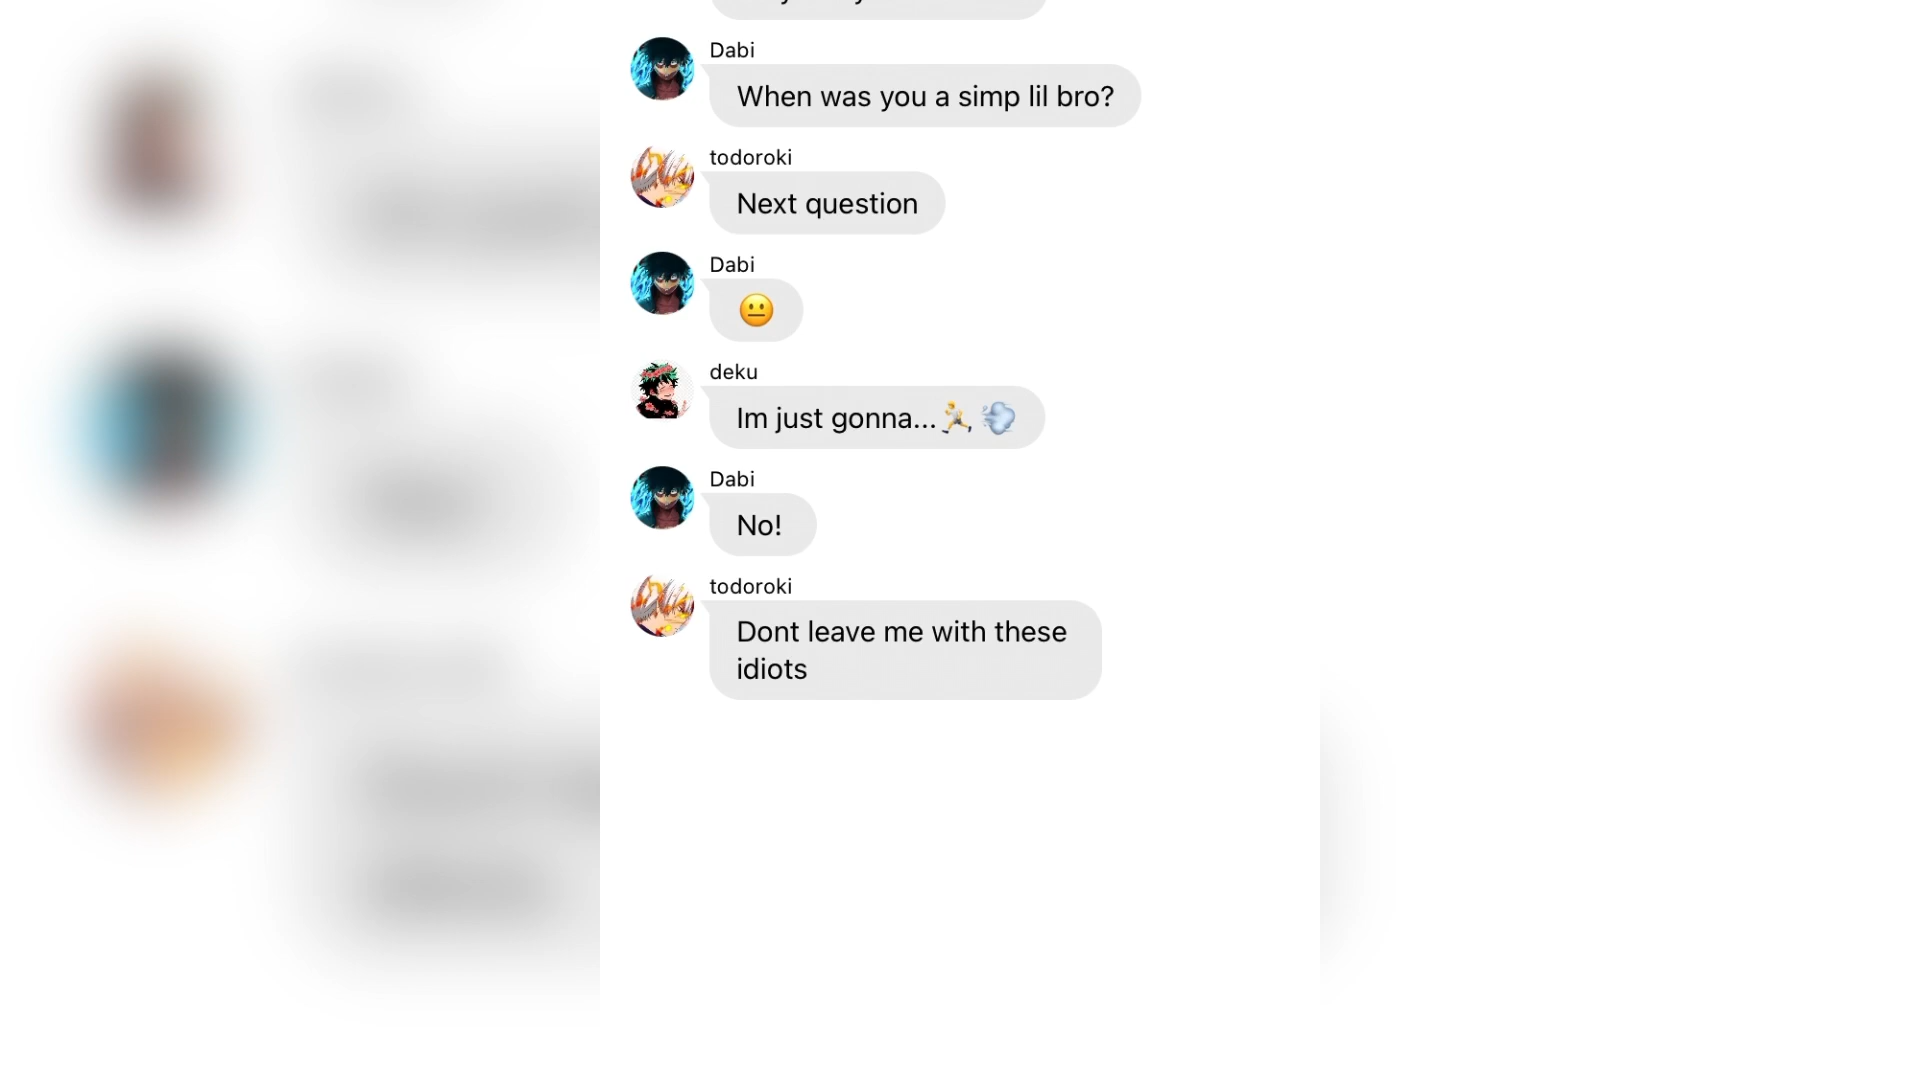 Dabi
When was you a simp lil bro?
todoroki
Next question
Dabi
😐
deku
Im just gonna...🏃💨
Dabi
No!
todoroki
Dont leave me with these
idiots